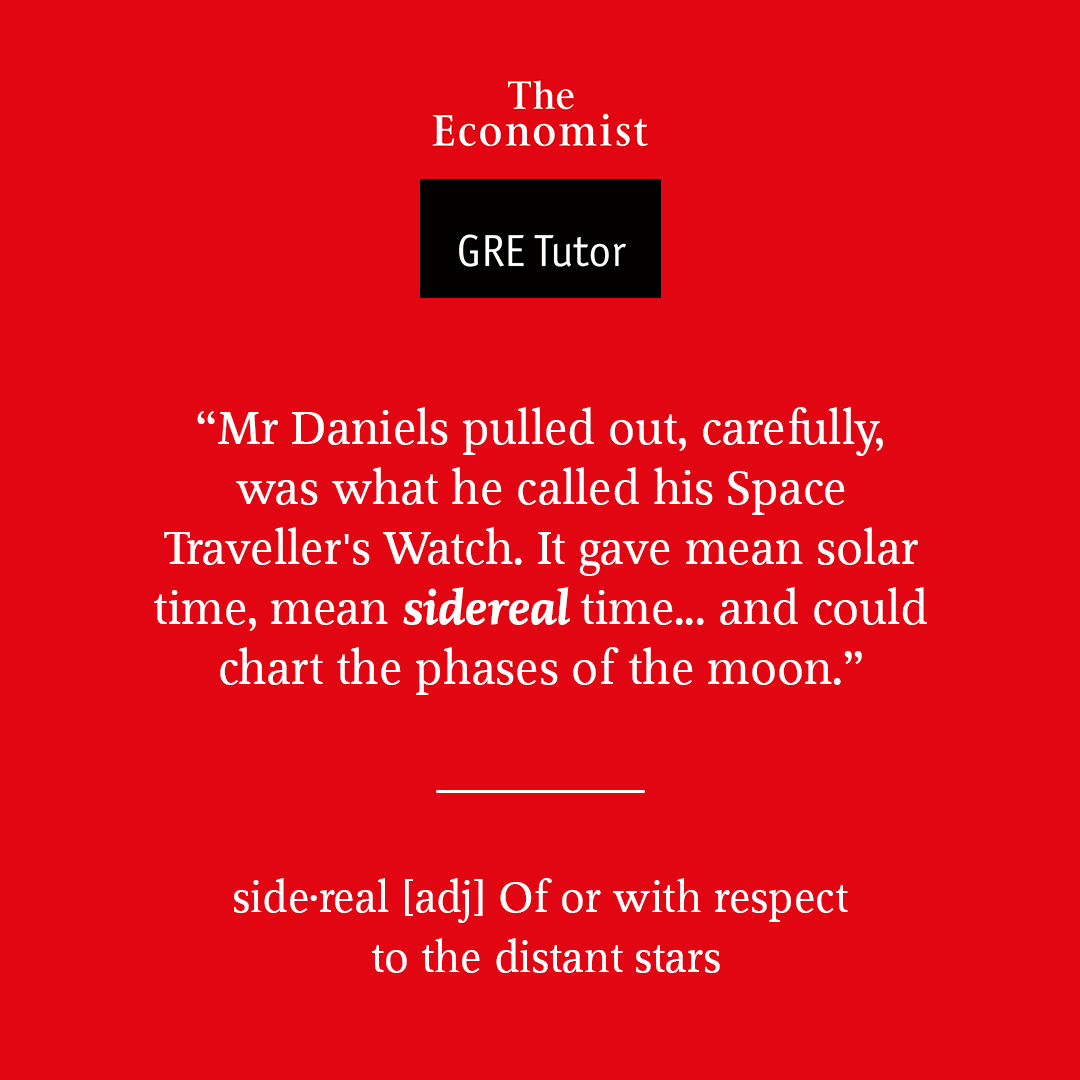 The
Economist
GRE Tutor
“Mr Daniels pulled out, carefully,
was what he called his Space
Traveller's Watch. It gave mean solar
time, mean sidereal time... and could
chart the phases of the moon.”
side·real [adj] Of or with respect
to the distant stars